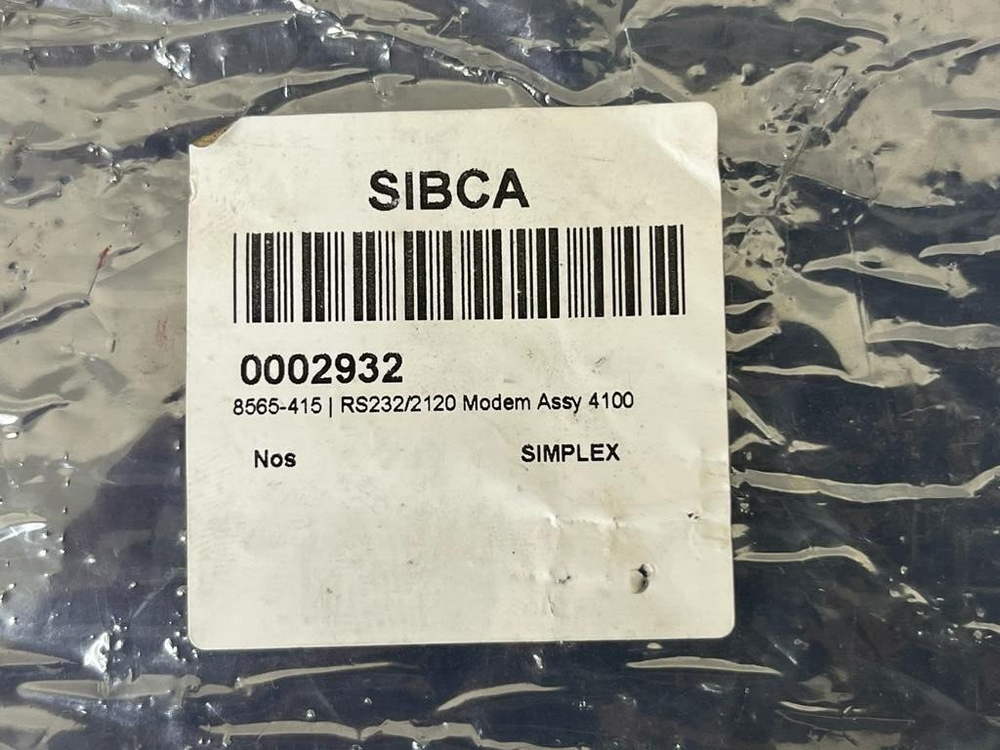 SIBCA
0002932
8565-415 | RS232/2120 Modem Assy 4100
Nos SIMPLEX